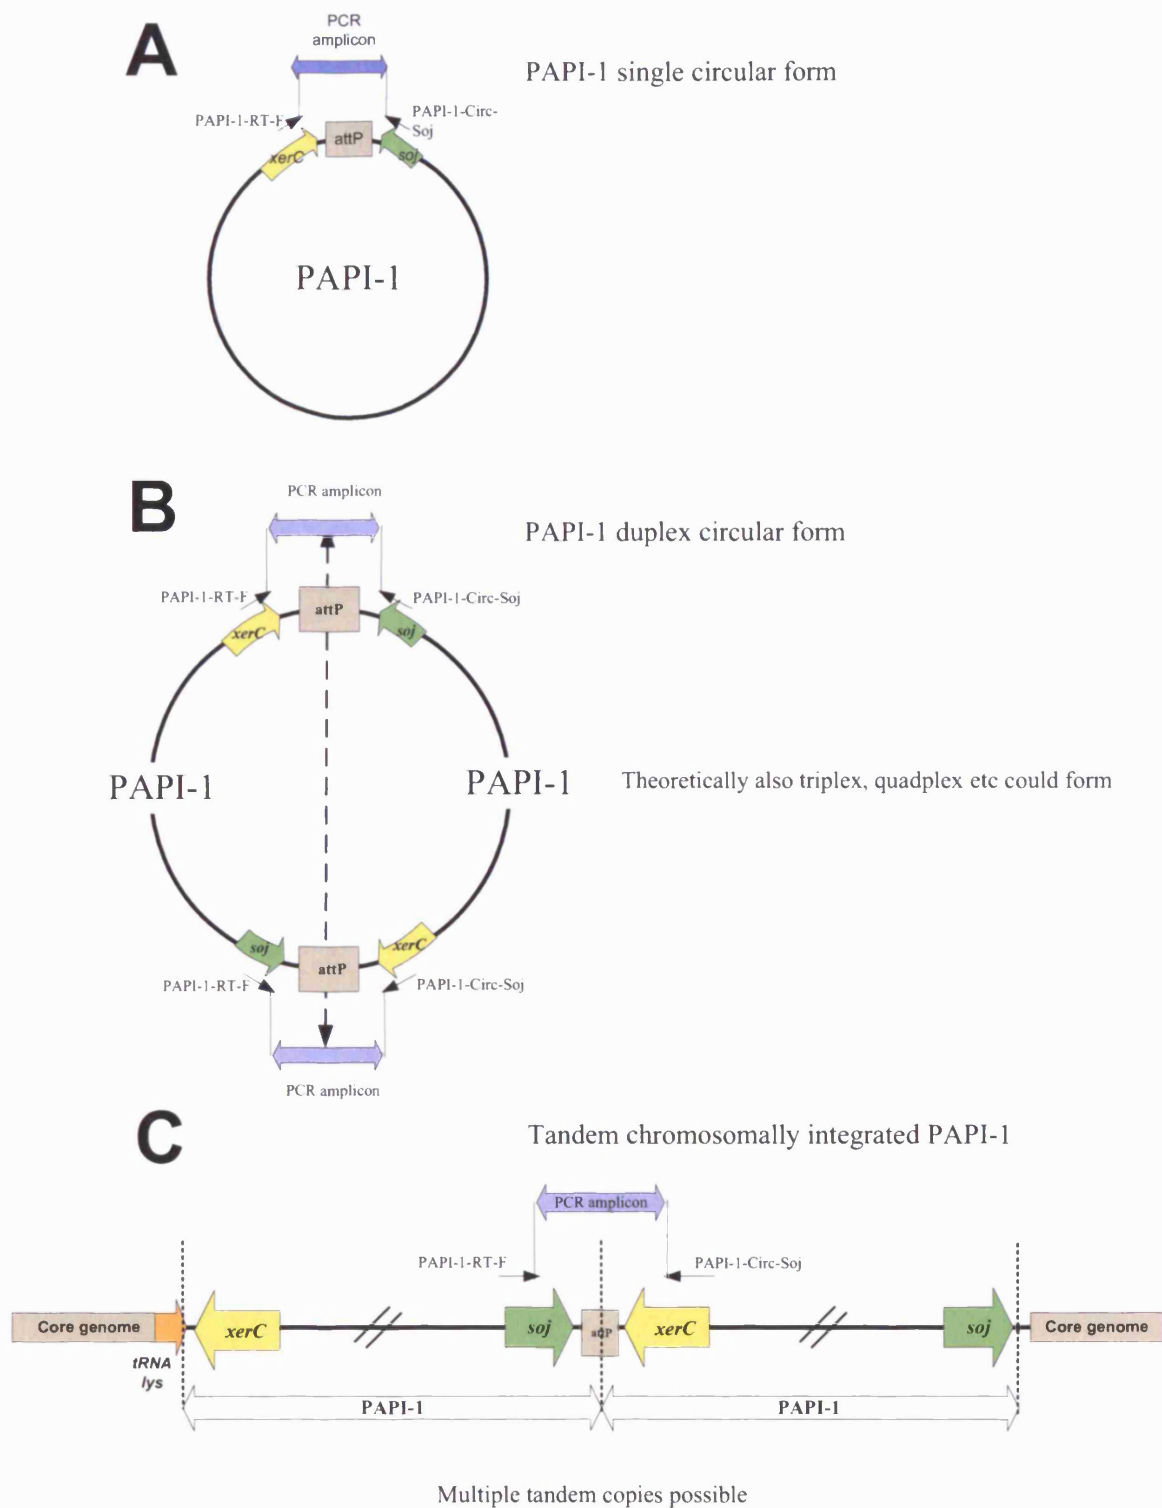 A
PCR
amplicon
PAPI-1 single circular form
PAPI-1-RT-F
PAPI-1-Circ-
Soj
xerC
attP
soj
PAPI-1
B
PCR amplicon
PAPI-1 duplex circular form
PAPI-1-RT-F
attP
PAPI-1-Circ-Soj
xerC
soj
PAPI-1
PAPI-1
Theoretically also triplex, quadplex etc could form
soj
attP
xerC
PAPI-1-RT-F
PAPI-1-Circ-Soj
PCR amplicon
C
Tandem chromosomally integrated PAPI-1
PCR amplicon
PAPI-1-RT-F
PAPI-1-Circ-Soj
Core genome
xerC
soj
attP
xerC
soj
Core genome
tRNA
lys
PAPI-1
PAPI-1
Multiple tandem copies possible